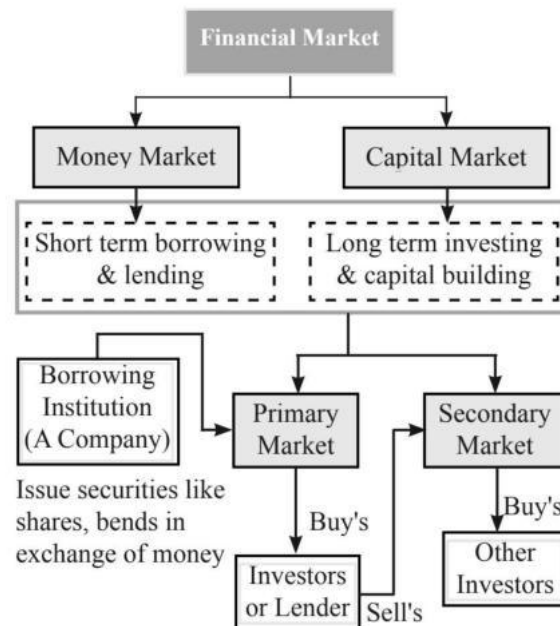 Financial Market
Money Market
Capital Market
Short term borrowing
& lending
Long term investing
& capital building
Borrowing
Institution
(A Company)
Primary
Market
Secondary
Market
Issue securities like
shares, bends in
exchange of money
Buy's
Buy's
Investors
or Lender
Sell's
Other
Investors